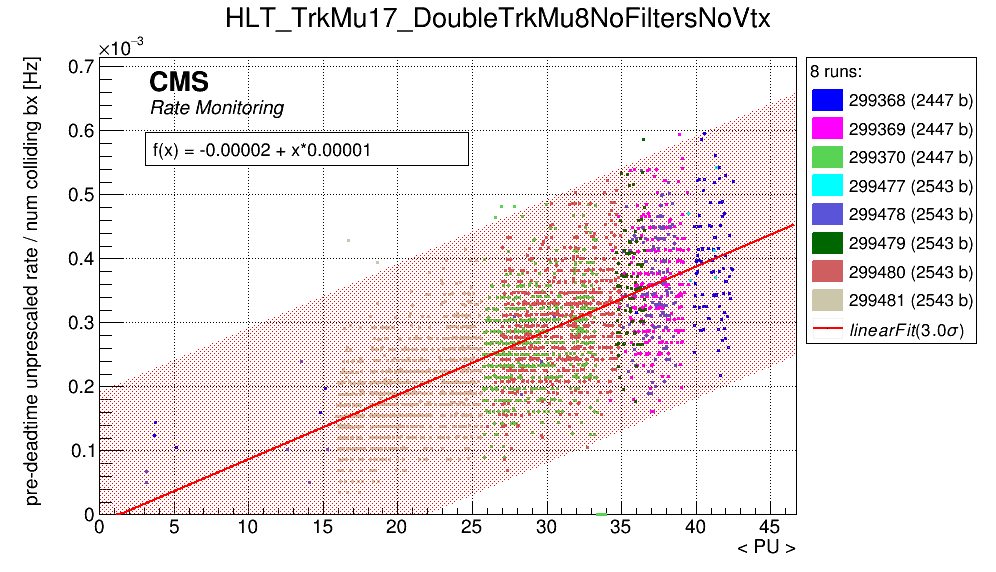 HLT_TrkMu17_DoubleTrkMu8NoFiltersNoVtx
×10⁻³
pre-deadtime unprescaled rate / num colliding bx [Hz]
0.7
0.6
0.5
0.4
0.3
0.2
0.1
0
CMS
Rate Monitoring
f(x) = -0.00002 + x*0.00001
0 5 10 15 20 25 30 35 40 45
< PU >
8 runs:
299368 (2447 b)
299369 (2447 b)
299370 (2447 b)
299477 (2543 b)
299478 (2543 b)
299479 (2543 b)
299480 (2543 b)
299481 (2543 b)
linearFit(3.0σ)